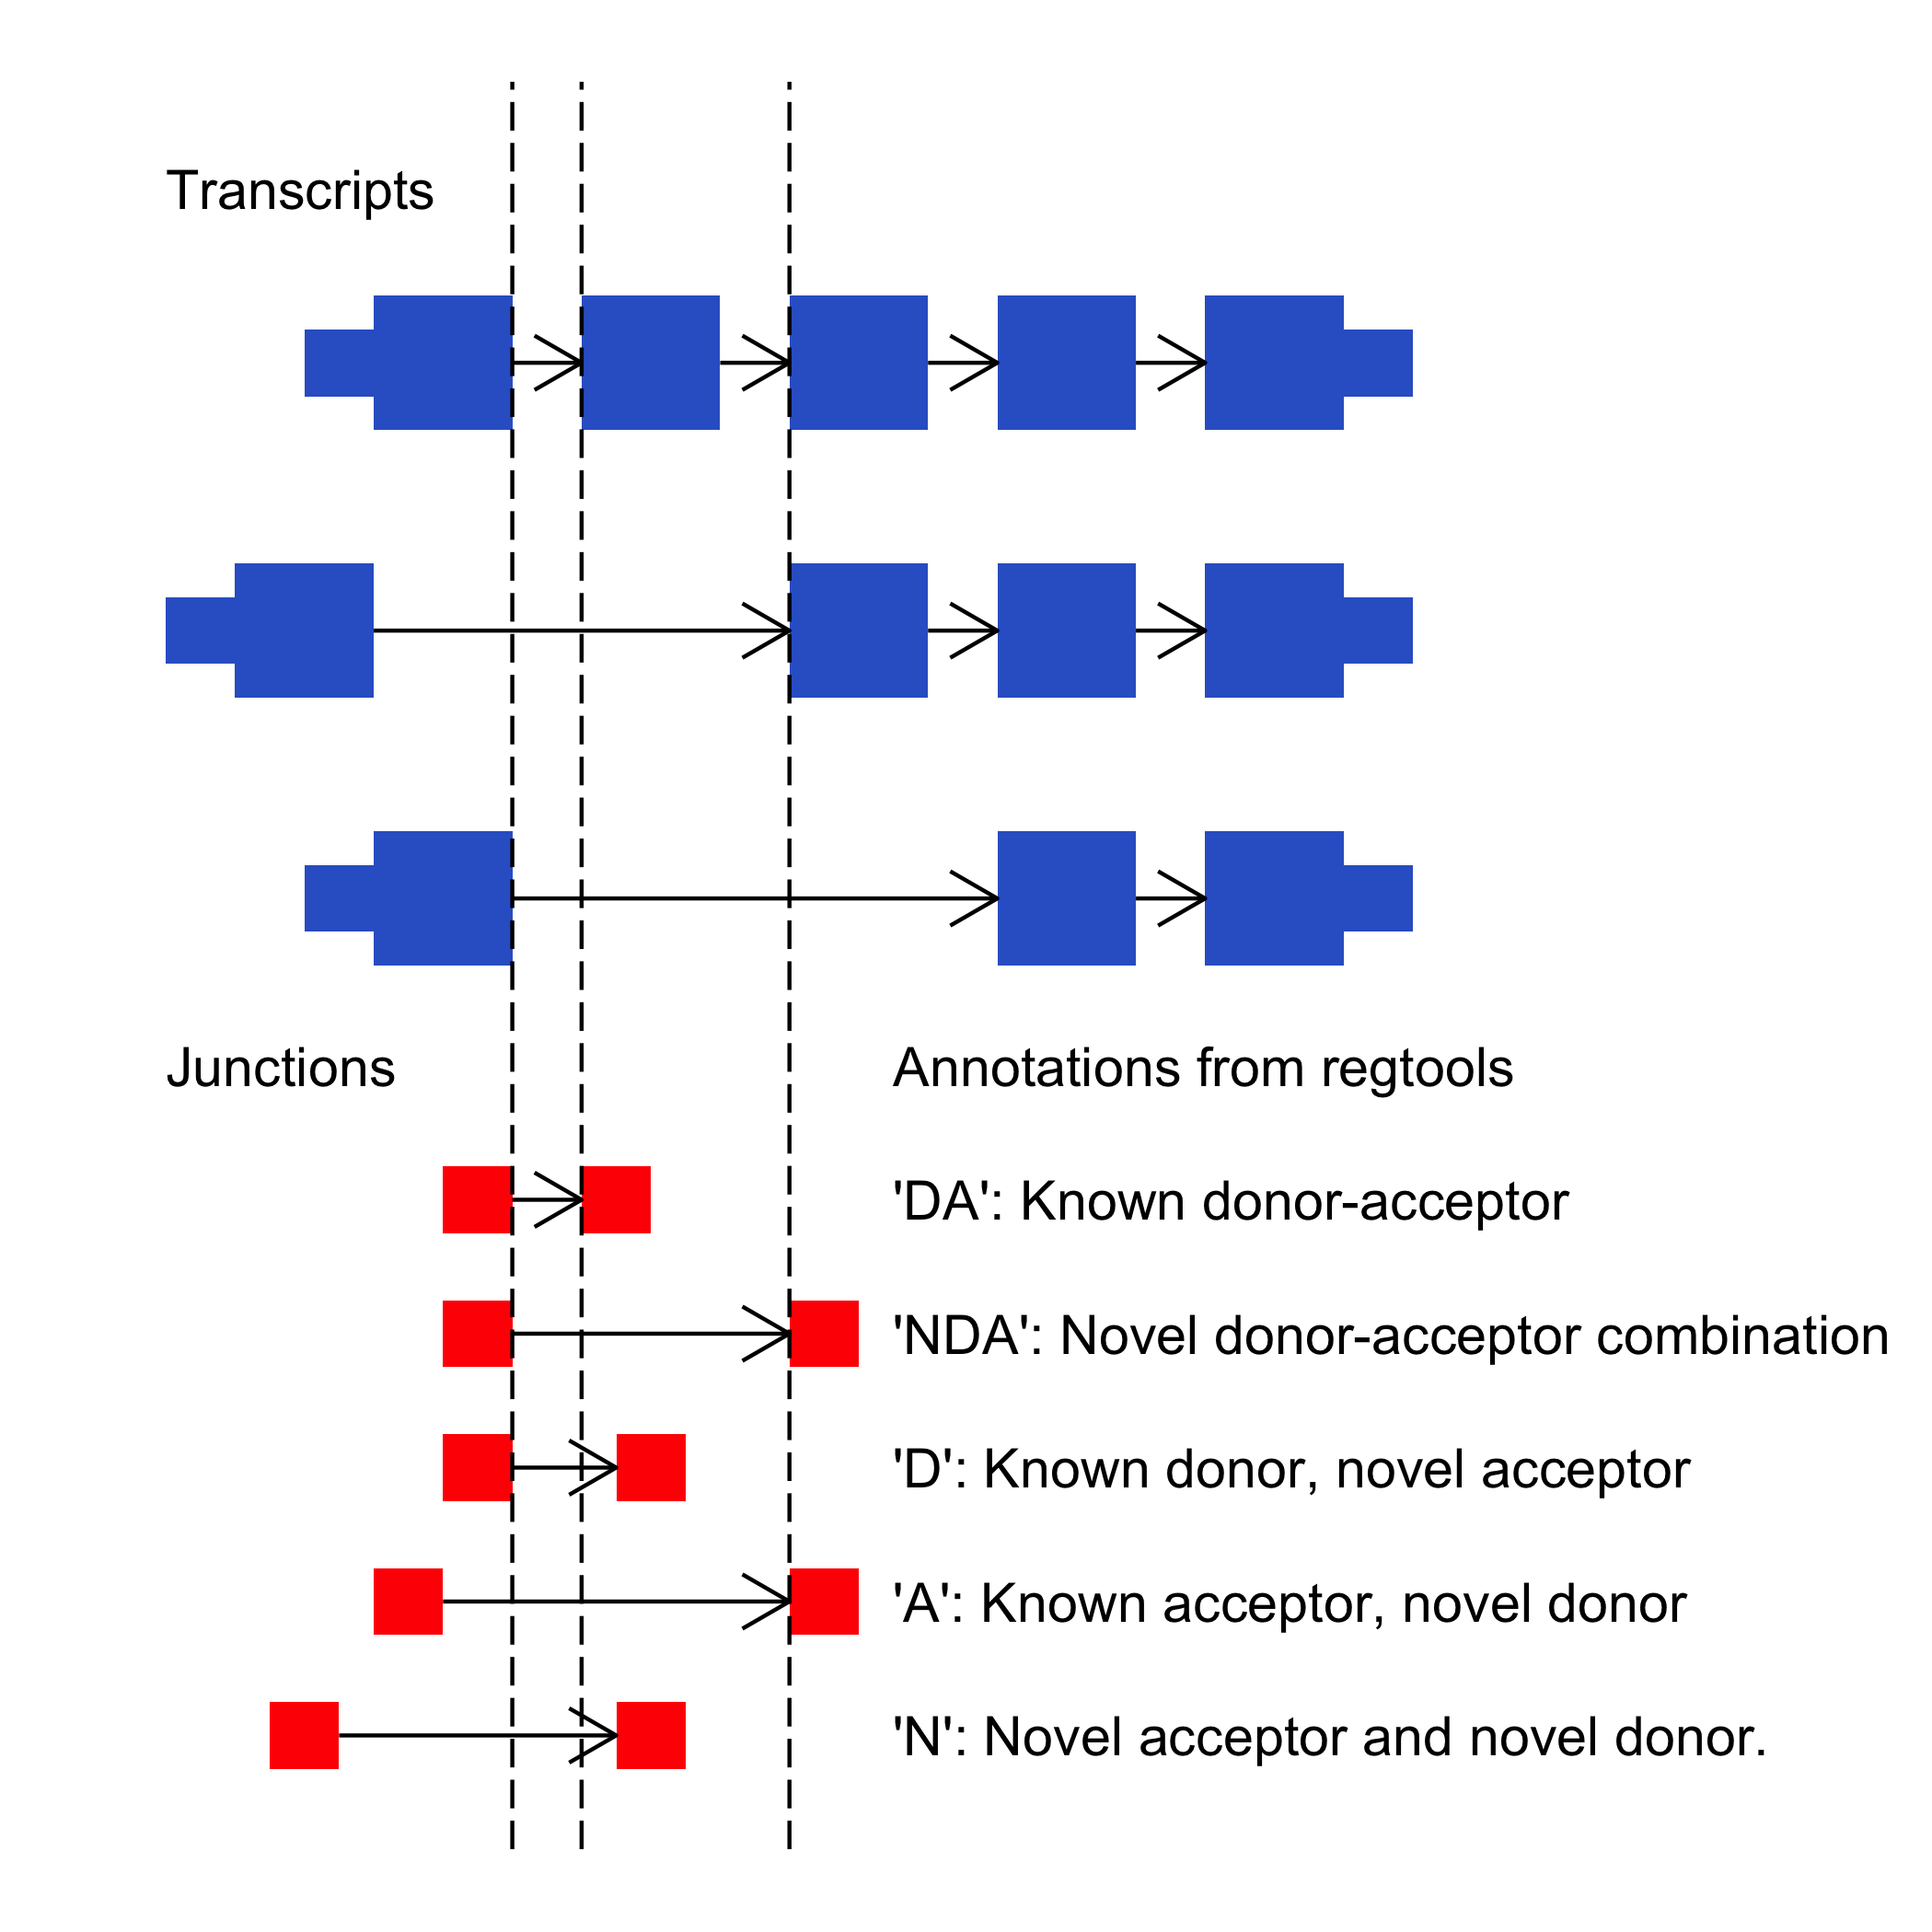 Transcripts
Junctions
Annotations from regtools
'DA': Known donor-acceptor
'NDA': Novel donor-acceptor combination
'D': Known donor, novel acceptor
'A': Known acceptor, novel donor
'N': Novel acceptor and novel donor.